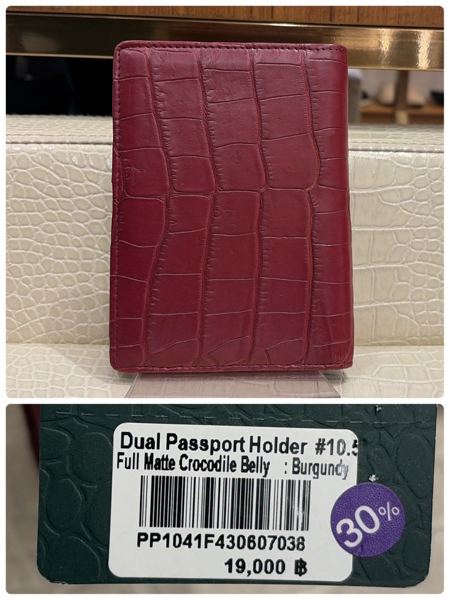 Dual Passport Holder #10.5
Full Matte Crocodile Belly : Burgundy
PP1041F430607038
19,000 ฿
30%